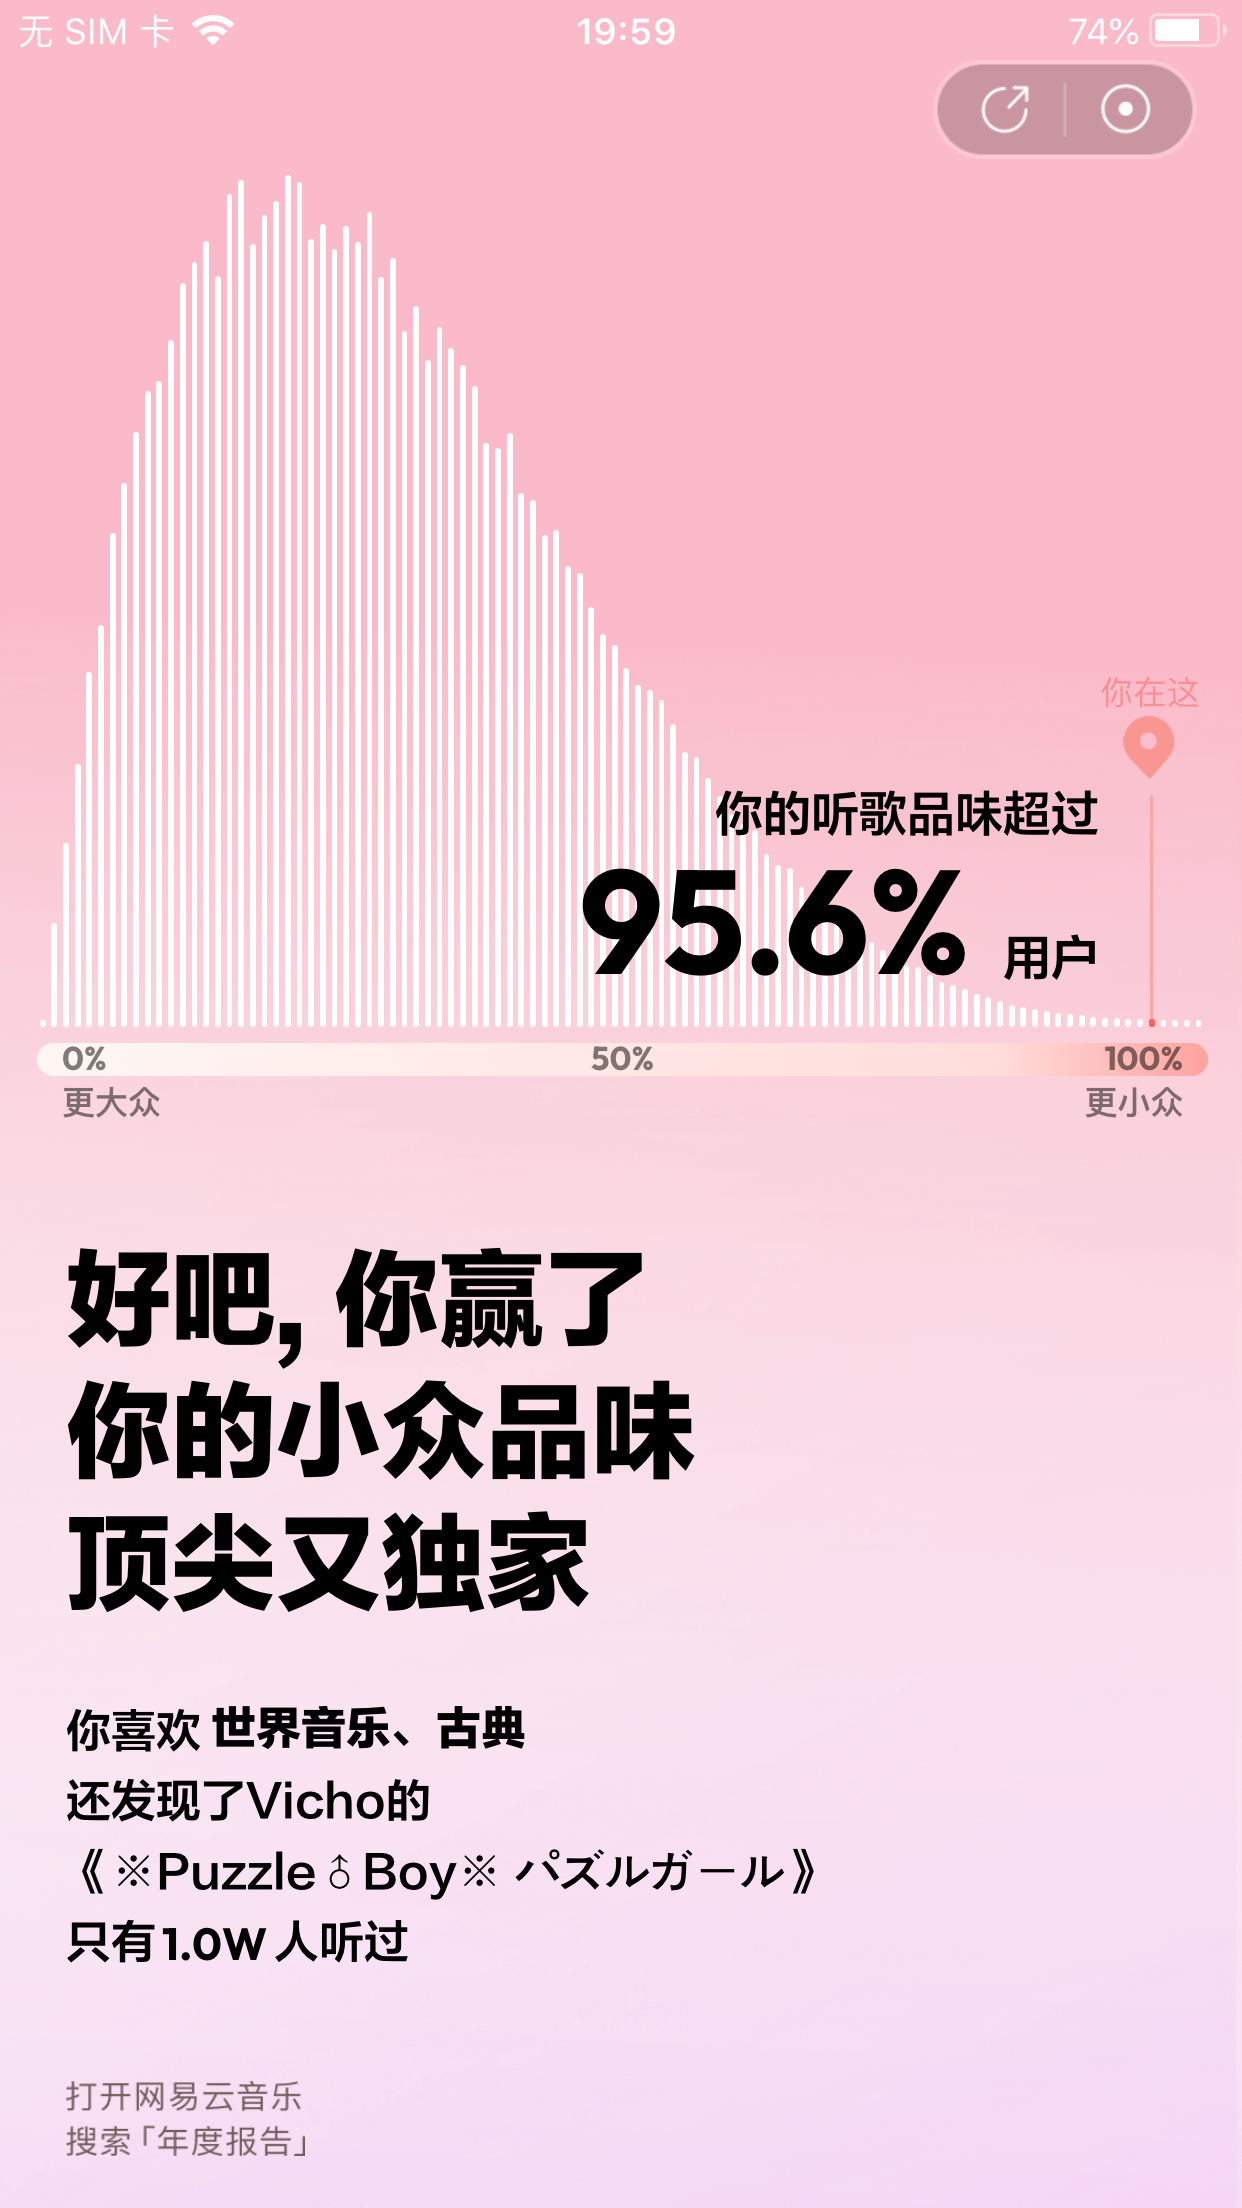 无 SIM 卡
19:59
74%
你在这
你的听歌品味超过
95.6% 用户
0% 50% 100%
更大众 更小众
好吧, 你赢了
你的小众品味
顶尖又独家
你喜欢 世界音乐、古典
还发现了Vicho的
《※Puzzle♂Boy※ パズルガール》
只有1.0W人听过
打开网易云音乐
搜索「年度报告」